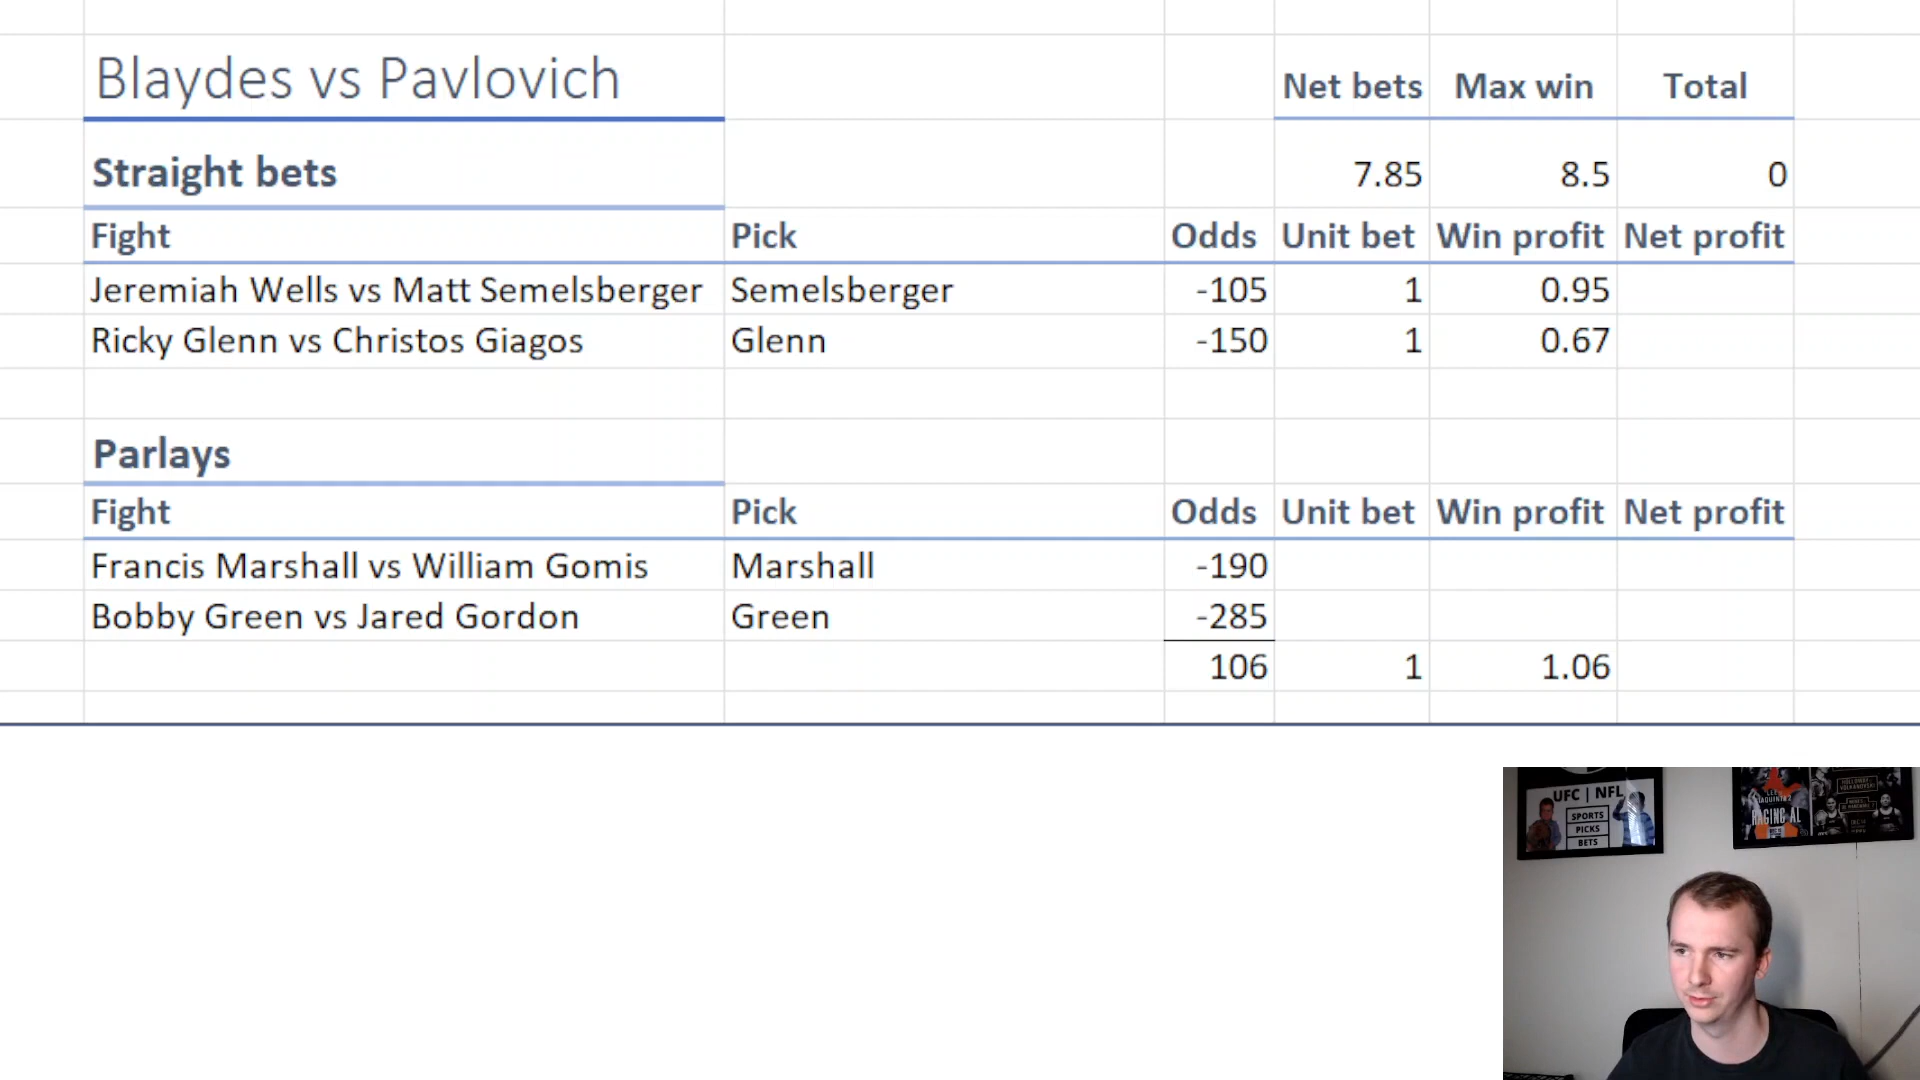 Blaydes vs Pavlovich
Net bets Max win Total
Straight bets 7.85 8.5 0
Fight Pick Odds Unit bet Win profit Net profit
Jeremiah Wells vs Matt Semelsberger Semelsberger -105 1 0.95
Ricky Glenn vs Christos Giagos Glenn -150 1 0.67
Parlays
Fight Pick Odds Unit bet Win profit Net profit
Francis Marshall vs William Gomis Marshall -190
Bobby Green vs Jared Gordon Green -285
106 1 1.06
UFC | NFL
SPORTS
PICKS
BETS
RAGING AL